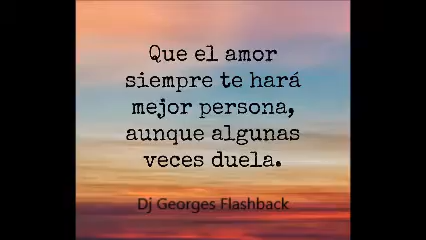 Que el amor
siempre te hará
mejor persona,
aunque algunas
veces duela.
Dj Georges Flashback